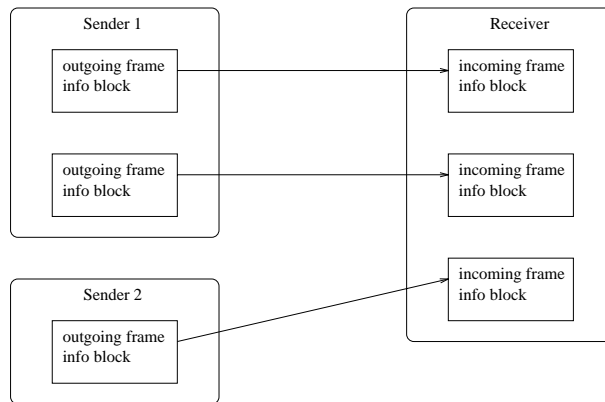 Sender 1
outgoing frame
info block
outgoing frame
info block
Sender 2
outgoing frame
info block
Receiver
incoming frame
info block
incoming frame
info block
incoming frame
info block